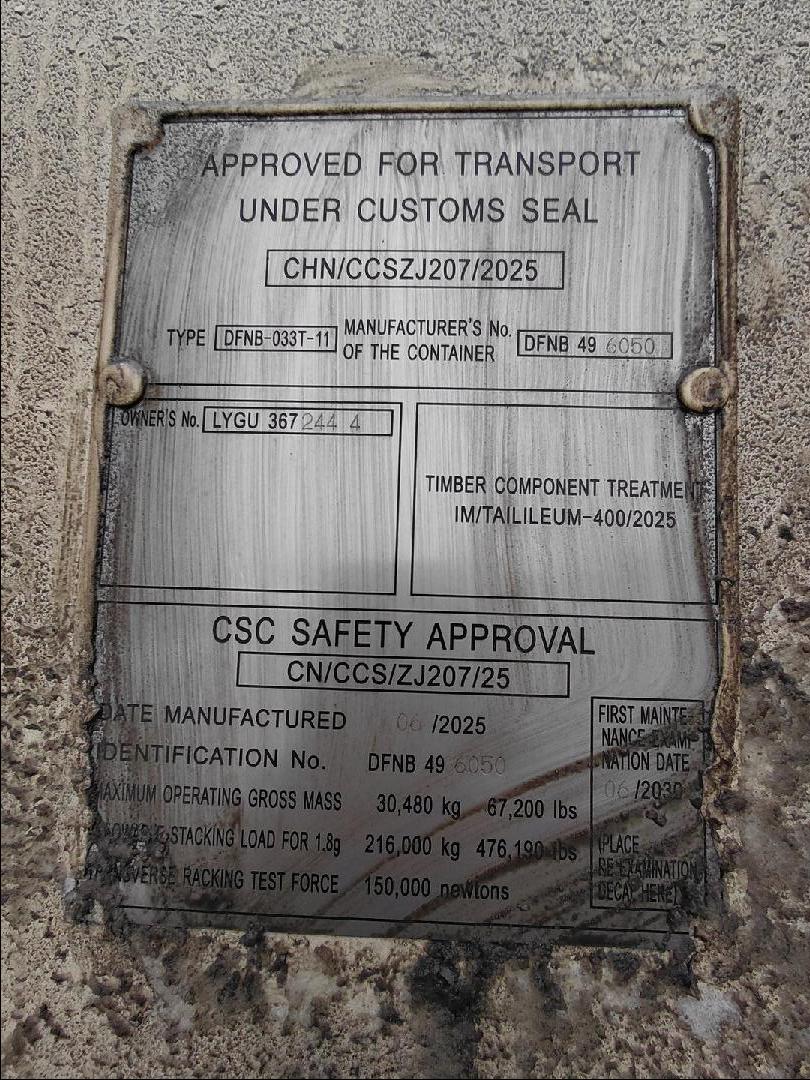 APPROVED FOR TRANSPORT
UNDER CUSTOMS SEAL
CHN/CCSZJ207/2025
TYPE DFNB-033T-11 MANUFACTURER'S No. OF THE CONTAINER DFNB 49 6050
OWNER'S No. LYGU 367 244 4
TIMBER COMPONENT TREATMENT
IM/TAILILEUM-400/2025
CSC SAFETY APPROVAL
CN/CCS/ZJ207/25
DATE MANUFACTURED 06 /2025
IDENTIFICATION No. DFNB 49 6050
MAXIMUM OPERATING GROSS MASS 30,480 kg 67,200 lbs
STACKING LOAD FOR 1.8g 216,000 kg 476,190 lbs
TRANSVERSE RACKING TEST FORCE 150,000 newtons
FIRST MAINTE-
NANCE EXAMI-
NATION DATE
06 /2030
(PLACE
RE EXAMINATION
DECAL HERE)